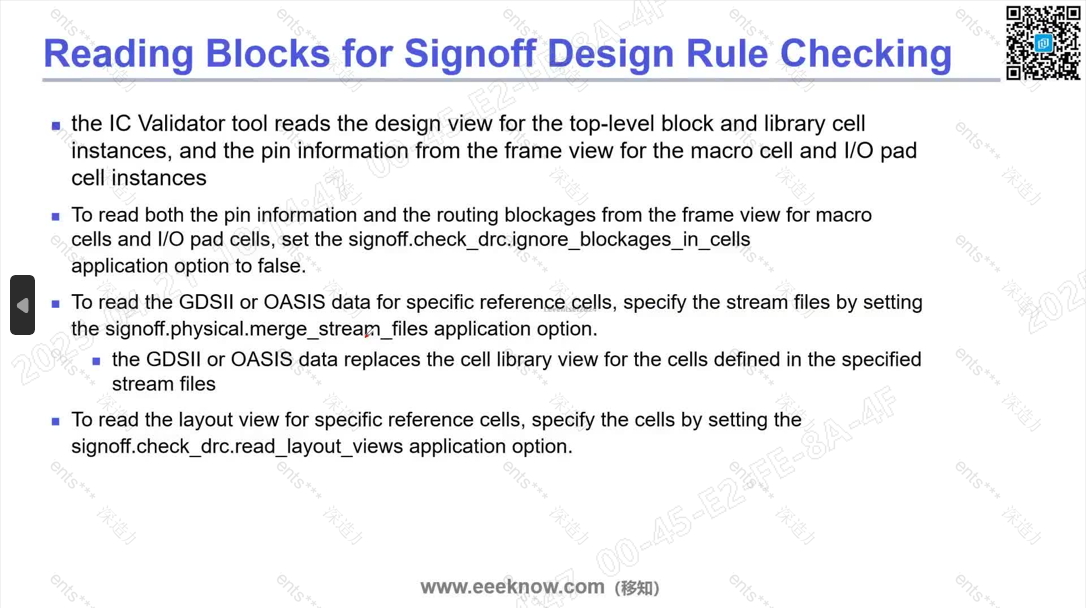 Reading Blocks for Signoff Design Rule Checking
the IC Validator tool reads the design view for the top-level block and library cell
instances, and the pin information from the frame view for the macro cell and I/O pad
cell instances
To read both the pin information and the routing blockages from the frame view for macro
cells and I/O pad cells, set the signoff.check_drc.ignore_blockages_in_cells
application option to false.
To read the GDSII or OASIS data for specific reference cells, specify the stream files by setting
the signoff.physical.merge_stream_files application option.
the GDSII or OASIS data replaces the cell library view for the cells defined in the specified
stream files
To read the layout view for specific reference cells, specify the cells by setting the
signoff.check_drc.read_layout_views application option.
www.eeeknow.com (移知)